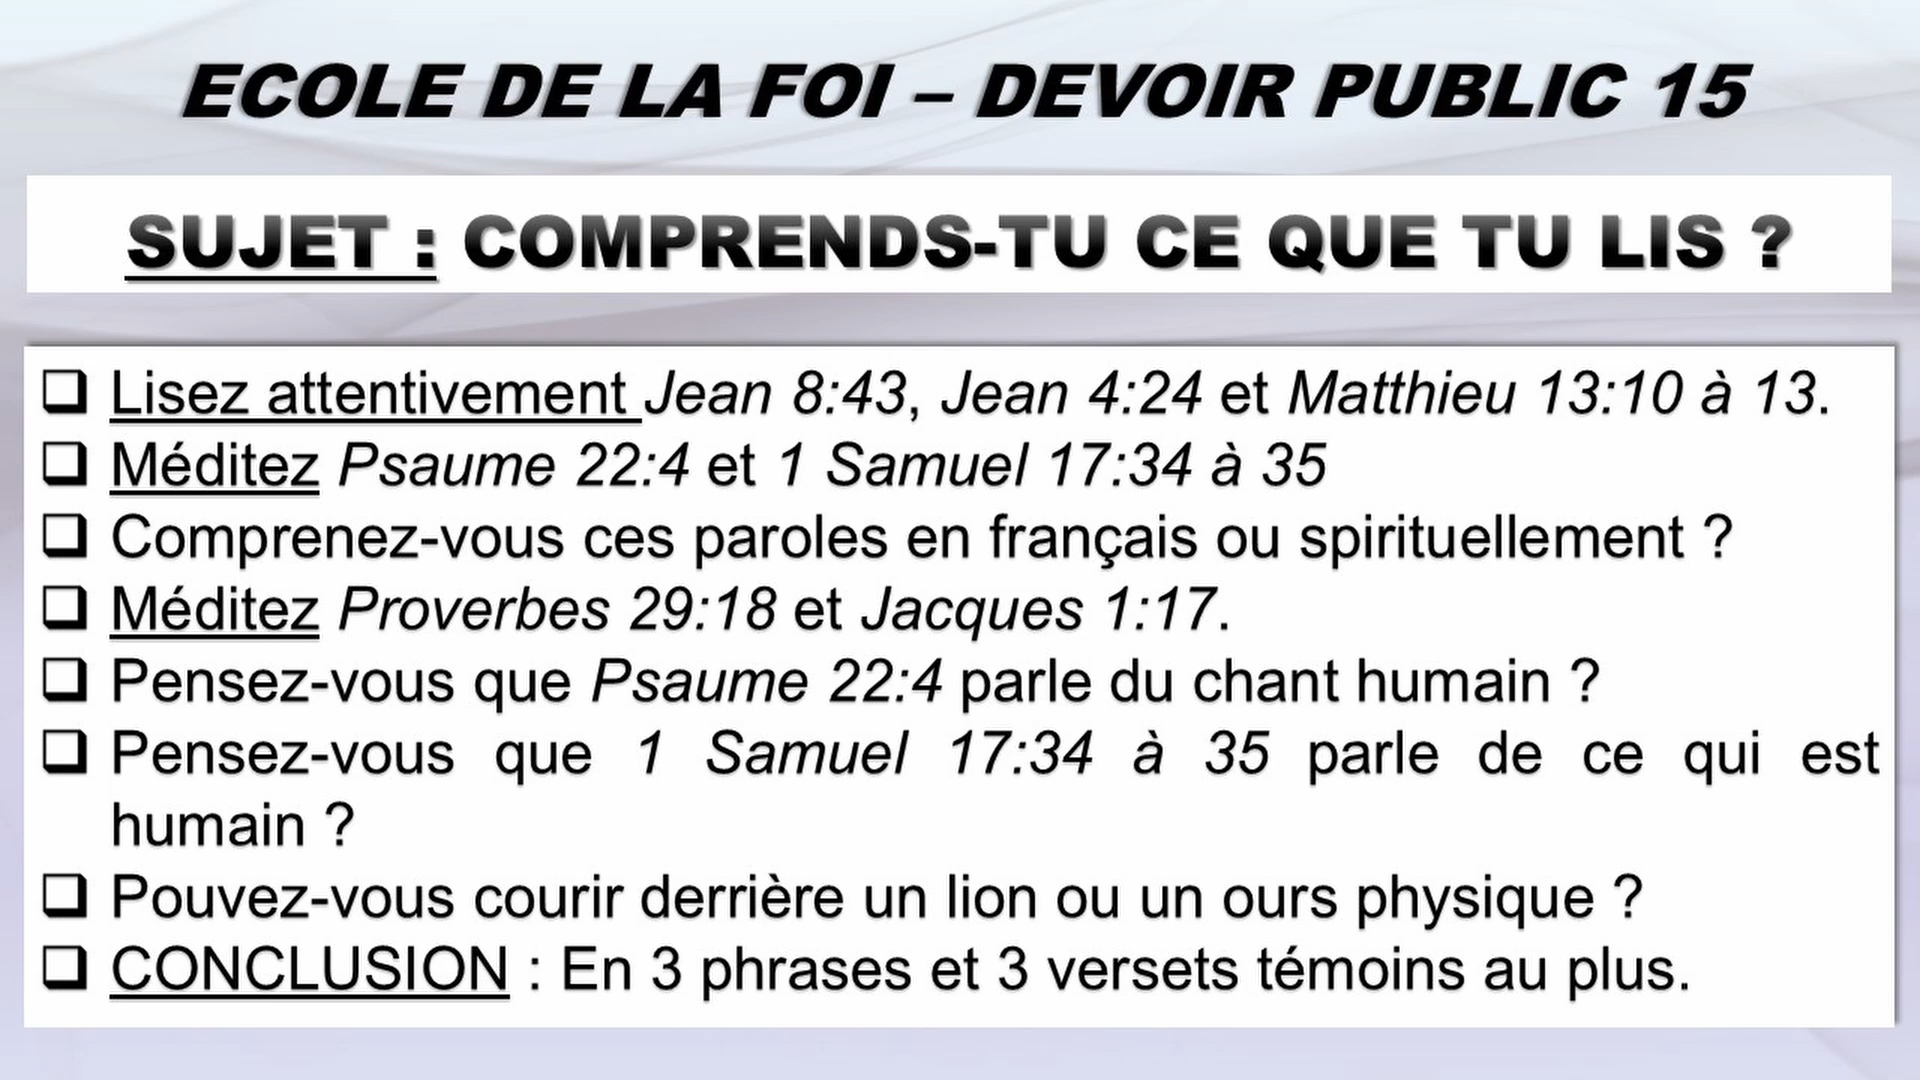 ECOLE DE LA FOI – DEVOIR PUBLIC 15
SUJET : COMPRENDS-TU CE QUE TU LIS ?
❑ Lisez attentivement Jean 8:43, Jean 4:24 et Matthieu 13:10 à 13.
❑ Méditez Psaume 22:4 et 1 Samuel 17:34 à 35
❑ Comprenez-vous ces paroles en français ou spirituellement ?
❑ Méditez Proverbes 29:18 et Jacques 1:17.
❑ Pensez-vous que Psaume 22:4 parle du chant humain ?
❑ Pensez-vous que 1 Samuel 17:34 à 35 parle de ce qui est
humain ?
❑ Pouvez-vous courir derrière un lion ou un ours physique ?
❑ CONCLUSION : En 3 phrases et 3 versets témoins au plus.